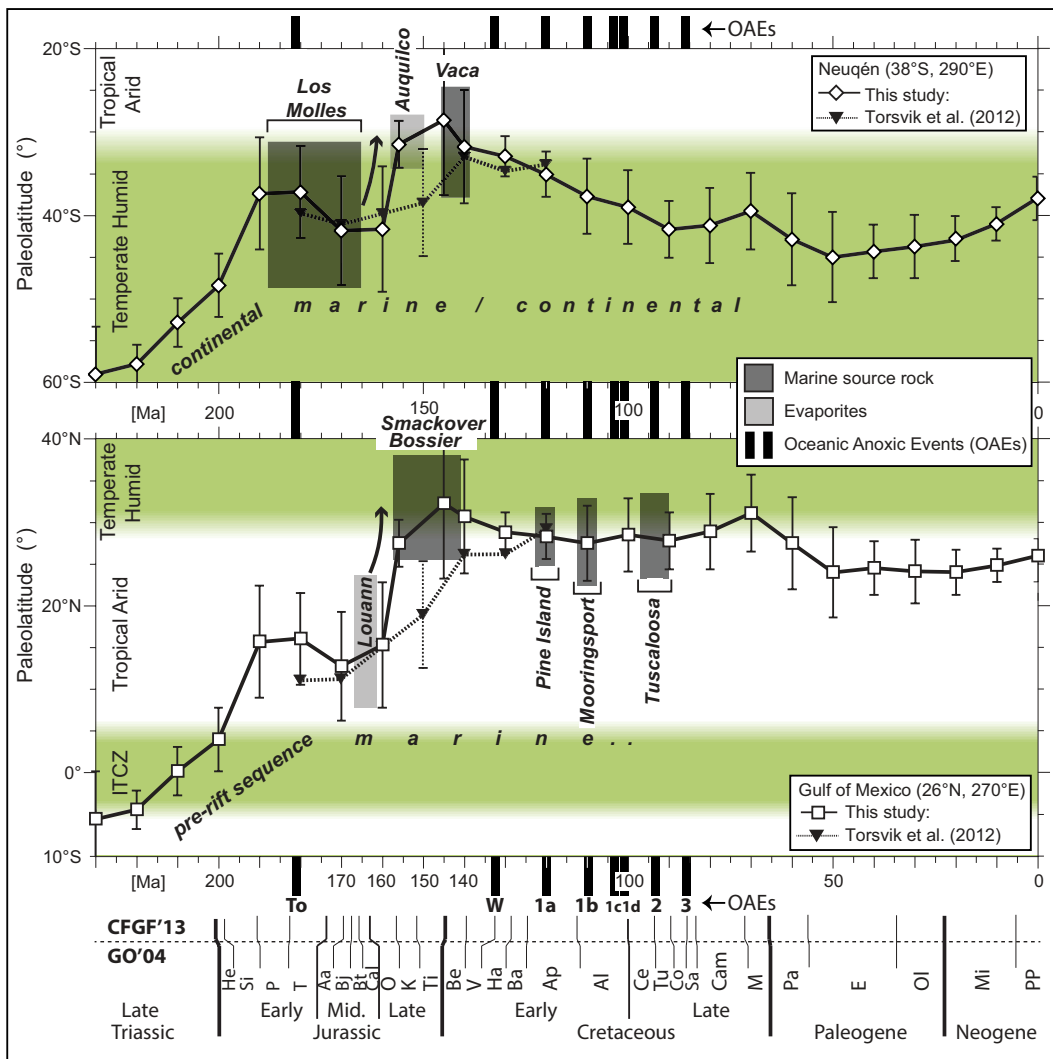 ←OAEs
20°S
Tropical Arid
Los Molles
Auquilco
Vaca
Neuqén (38°S, 290°E)
This study:
Torsvik et al. (2012)
Paleolatitude (°)
40°S
Temperate Humid
continental
marine / continental
60°S
[Ma]
200
150
100
0
Marine source rock
Evaporites
Oceanic Anoxic Events (OAEs)
40°N
Temperate Humid
Smackover
Bossier
Paleolatitude (°)
20°N
Tropical Arid
Louann
Pine Island
Mooringsport
Tuscaloosa
marine..
ITCZ
0°
pre-rift sequence
Gulf of Mexico (26°N, 270°E)
This study:
Torsvik et al. (2012)
10°S
[Ma]
200
170
160
150
140
100
50
0
To
W
1a
1b
1c
1d
2
3
←OAEs
CFGF'13
GO'04
He
Si
P
T
Aa
Bj
Bt
Cal
O
K
Ti
Be
V
Ha
Ba
Ap
Al
Ce
Tu
Co
Sa
Cam
M
Pa
E
Ol
Mi
PP
Late
Triassic
Early
Mid.
Late
Jurassic
Early
Late
Cretaceous
Paleogene
Neogene